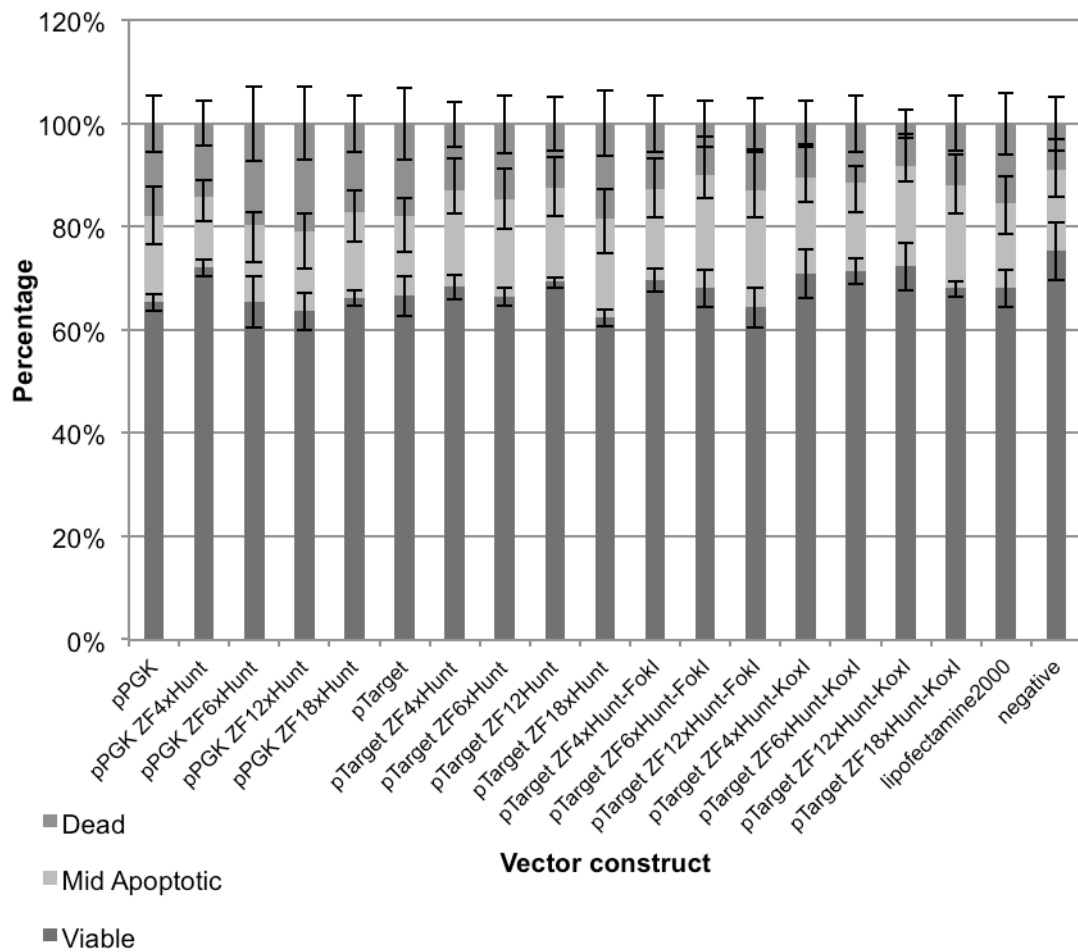 120%
100%
80%
60%
40%
20%
0%
Percentage
pPGK
pPGK ZF4xHunt
pPGK ZF6xHunt
pPGK ZF12xHunt
pPGK ZF18xHunt
pTarget
pTarget ZF4xHunt
pTarget ZF6xHunt
pTarget ZF12Hunt
pTarget ZF18xHunt
pTarget ZF4xHunt-FokI
pTarget ZF6xHunt-FokI
pTarget ZF12xHunt-FokI
pTarget ZF4xHunt-KoxI
pTarget ZF6xHunt-KoxI
pTarget ZF12xHunt-KoxI
pTarget ZF18xHunt-KoxI
lipofectamine2000
negative
Vector construct
Dead
Mid Apoptotic
Viable